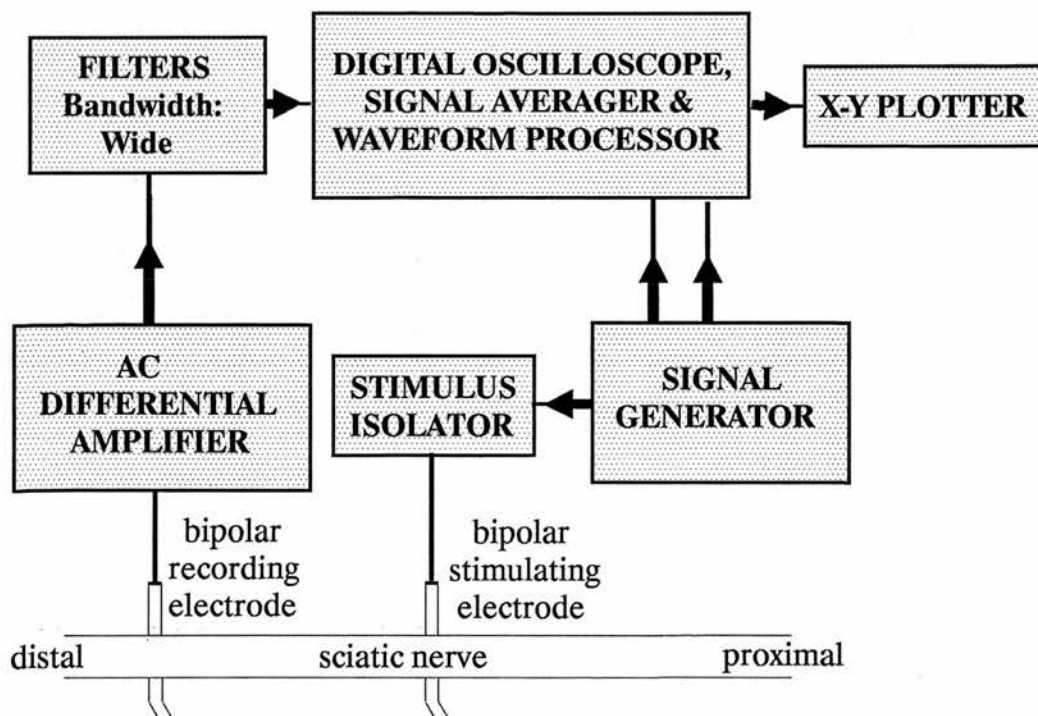 FILTERS
Bandwidth:
Wide
DIGITAL OSCILLOSCOPE,
SIGNAL AVERAGER &
WAVEFORM PROCESSOR
X-Y PLOTTER
AC
DIFFERENTIAL
AMPLIFIER
STIMULUS
ISOLATOR
SIGNAL
GENERATOR
bipolar
recording
electrode
bipolar
stimulating
electrode
distal
sciatic nerve
proximal